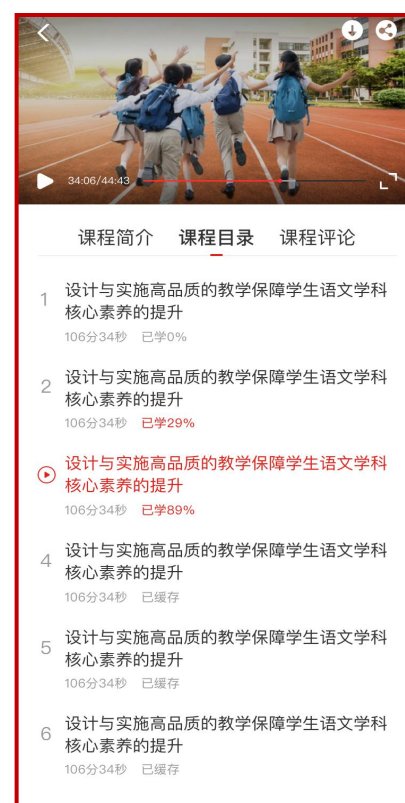 34:06/44:43
课程简介 课程目录 课程评论
1 设计与实施高品质的教学保障学生语文学科
核心素养的提升
106分34秒 已学0%
2 设计与实施高品质的教学保障学生语文学科
核心素养的提升
106分34秒 已学29%
设计与实施高品质的教学保障学生语文学科
核心素养的提升
106分34秒 已学89%
4 设计与实施高品质的教学保障学生语文学科
核心素养的提升
106分34秒 已缓存
5 设计与实施高品质的教学保障学生语文学科
核心素养的提升
106分34秒 已缓存
6 设计与实施高品质的教学保障学生语文学科
核心素养的提升
106分34秒 已缓存